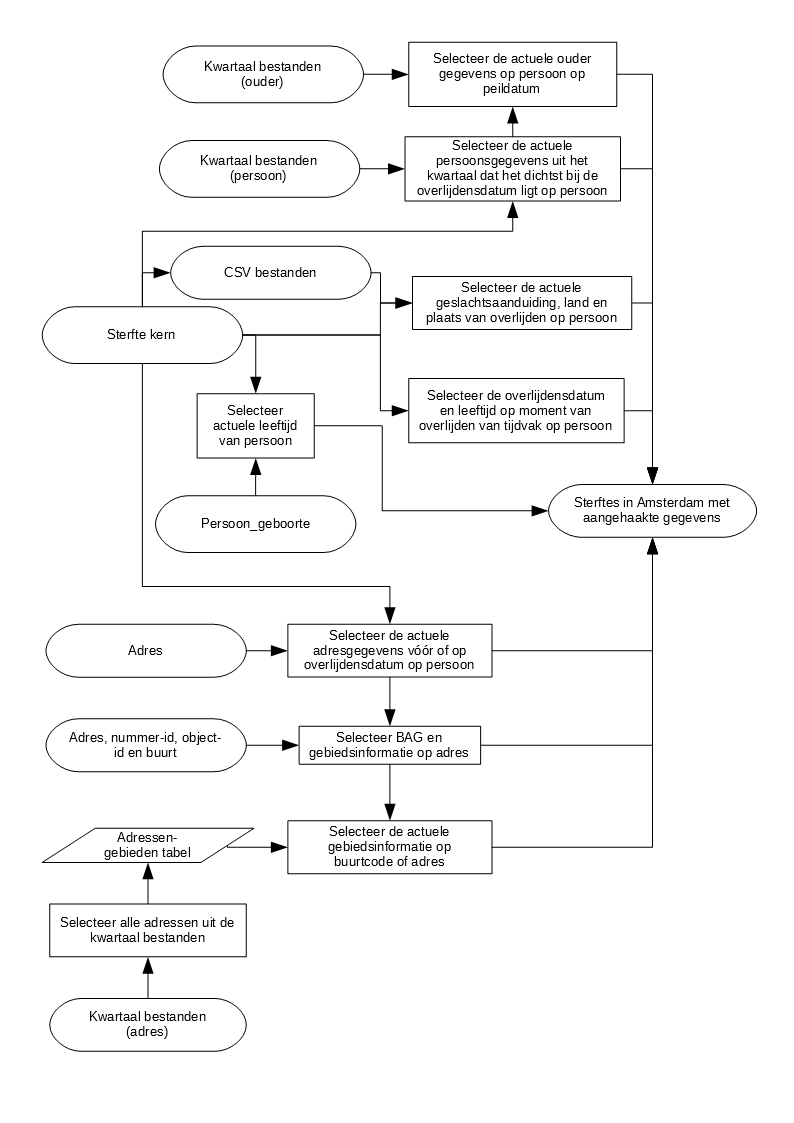 Kwartaal bestanden
(ouder)
Selecteer de actuele ouder
gegevens op persoon op
peildatum
Kwartaal bestanden
(persoon)
Selecteer de actuele
persoonsgegevens uit het
kwartaal dat het dichtst bij de
overlijdensdatum ligt op persoon
CSV bestanden
Selecteer de actuele
geslachtsaanduiding, land en
plaats van overlijden op persoon
Sterfte kern
Selecteer
actuele leeftijd
van persoon
Selecteer de overlijdensdatum
en leeftijd op moment van
overlijden van tijdvak op persoon
Persoon_geboorte
Sterftes in Amsterdam met
aangehaakte gegevens
Adres
Selecteer de actuele
adresgegevens vóór of op
overlijdensdatum op persoon
Adres, nummer-id, object-
id en buurt
Selecteer BAG en
gebiedsinformatie op adres
Adressen-
gebieden tabel
Selecteer de actuele
gebiedsinformatie op
buurtcode of adres
Selecteer alle adressen uit de
kwartaal bestanden
Kwartaal bestanden
(adres)